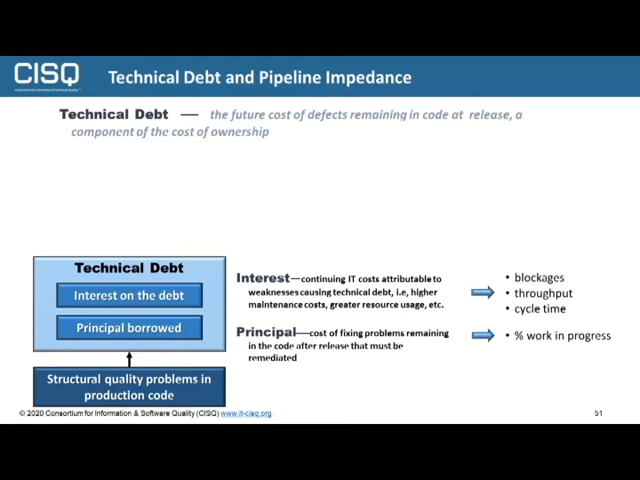 CISQ
Technical Debt and Pipeline Impedance
Technical Debt — the future cost of defects remaining in code at release, a
component of the cost of ownership
Technical Debt
Interest on the debt
Principal borrowed
Structural quality problems in
production code
Interest—continuing IT costs attributable to
weaknesses causing technical debt, i.e, higher
maintenance costs, greater resource usage, etc.
Principal—cost of fixing problems remaining
in the code after release that must be
remediated
• blockages
• throughput
• cycle time
• % work in progress
© 2020 Consortium for Information & Software Quality (CISQ) www.it-cisq.org
51